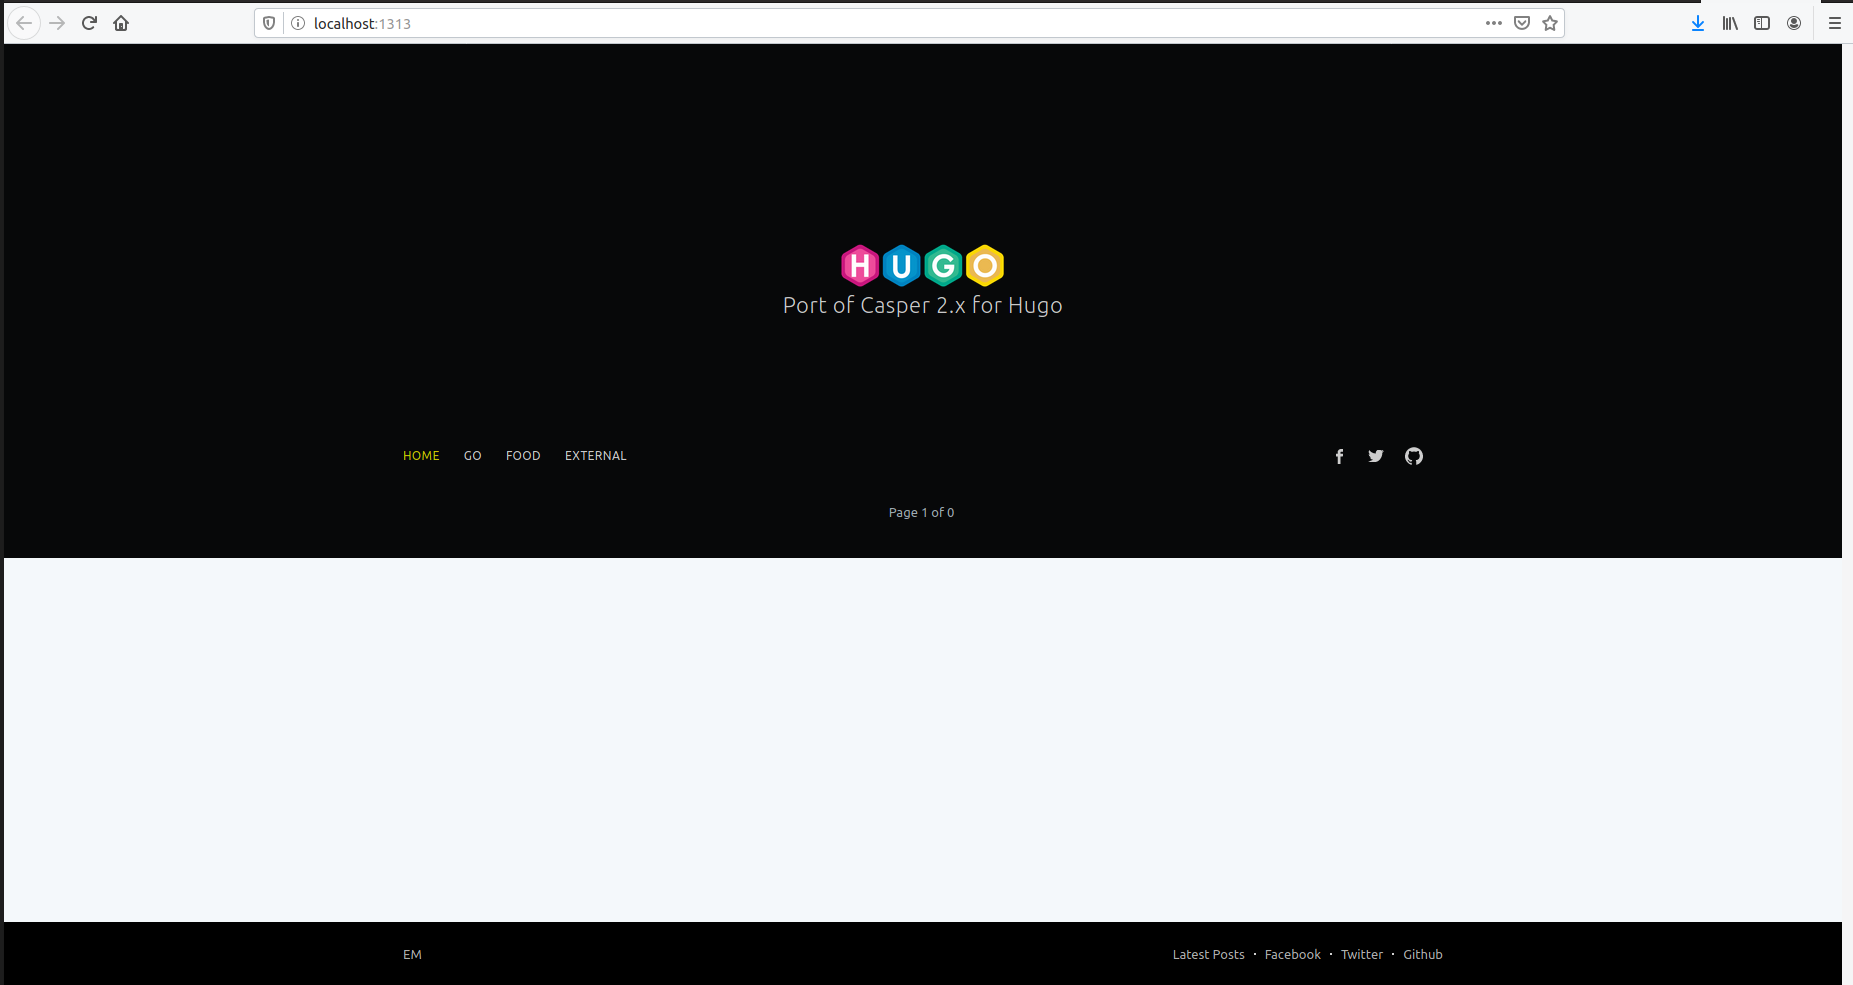 localhost:1313
HUGO
Port of Casper 2.x for Hugo
HOME GO FOOD EXTERNAL
Page 1 of 0
EM
Latest Posts · Facebook · Twitter · Github